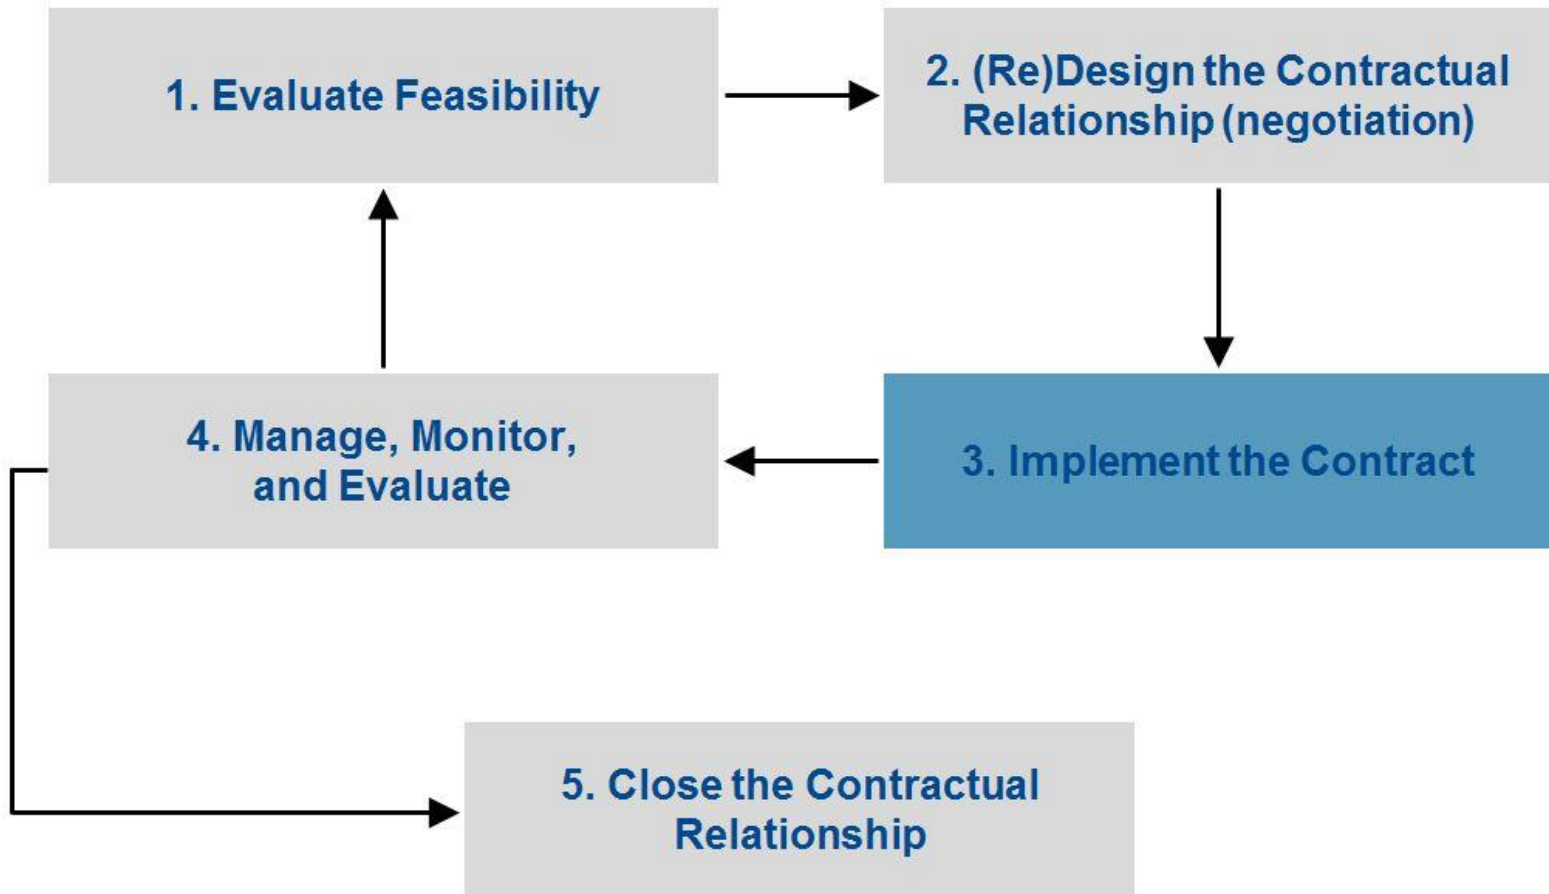 1. Evaluate Feasibility
2. (Re)Design the Contractual
Relationship (negotiation)
4. Manage, Monitor,
and Evaluate
3. Implement the Contract
5. Close the Contractual
Relationship